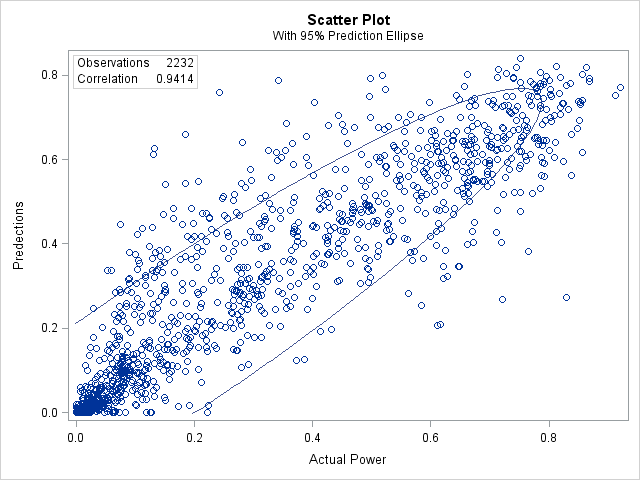 Scatter Plot
With 95% Prediction Ellipse
Observations 2232
Correlation 0.9414
0.8
0.6
0.4
0.2
0.0
Predections
0.0 0.2 0.4 0.6 0.8
Actual Power